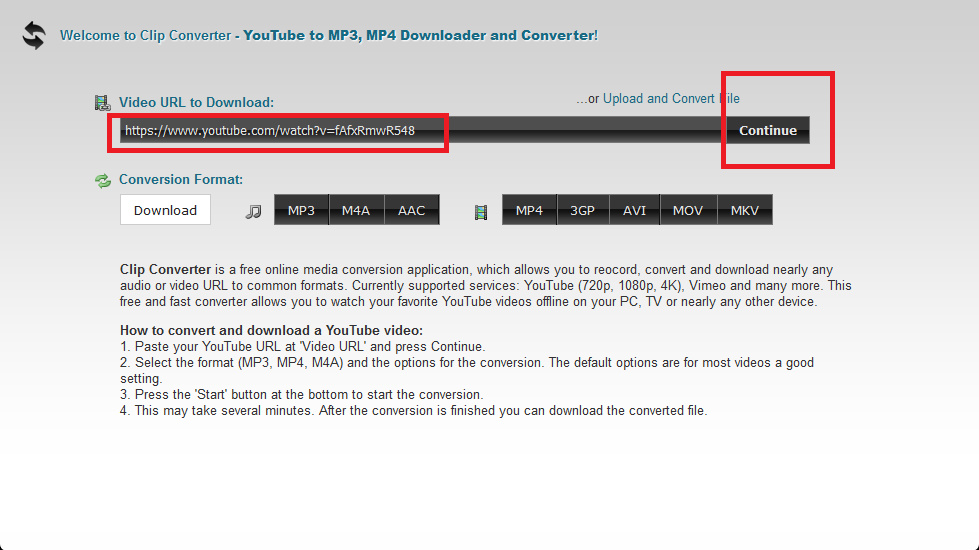 Welcome to Clip Converter - YouTube to MP3, MP4 Downloader and Converter!
...or Upload and Convert File
Video URL to Download:
https://www.youtube.com/watch?v=fAfxRmwR548
Continue
Conversion Format:
Download MP3 M4A AAC MP4 3GP AVI MOV MKV
Clip Converter is a free online media conversion application, which allows you to reocord, convert and download nearly any
audio or video URL to common formats. Currently supported services: YouTube (720p, 1080p, 4K), Vimeo and many more. This
free and fast converter allows you to watch your favorite YouTube videos offline on your PC, TV or nearly any other device.
How to convert and download a YouTube video:
1. Paste your YouTube URL at 'Video URL' and press Continue.
2. Select the format (MP3, MP4, M4A) and the options for the conversion. The default options are for most videos a good
setting.
3. Press the 'Start' button at the bottom to start the conversion.
4. This may take several minutes. After the conversion is finished you can download the converted file.